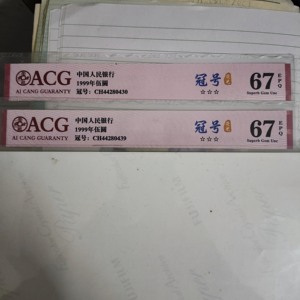 ACG
AI CANG GUARANTY
中国人民银行
1999年伍圆
冠号：CH44280430
冠号
☆☆☆
67 EPQ
Superb Gem Unc
ACG
AI CANG GUARANTY
中国人民银行
1999年伍圆
冠号：CH44280439
冠号
☆☆☆
67 EPQ
Superb Gem Unc